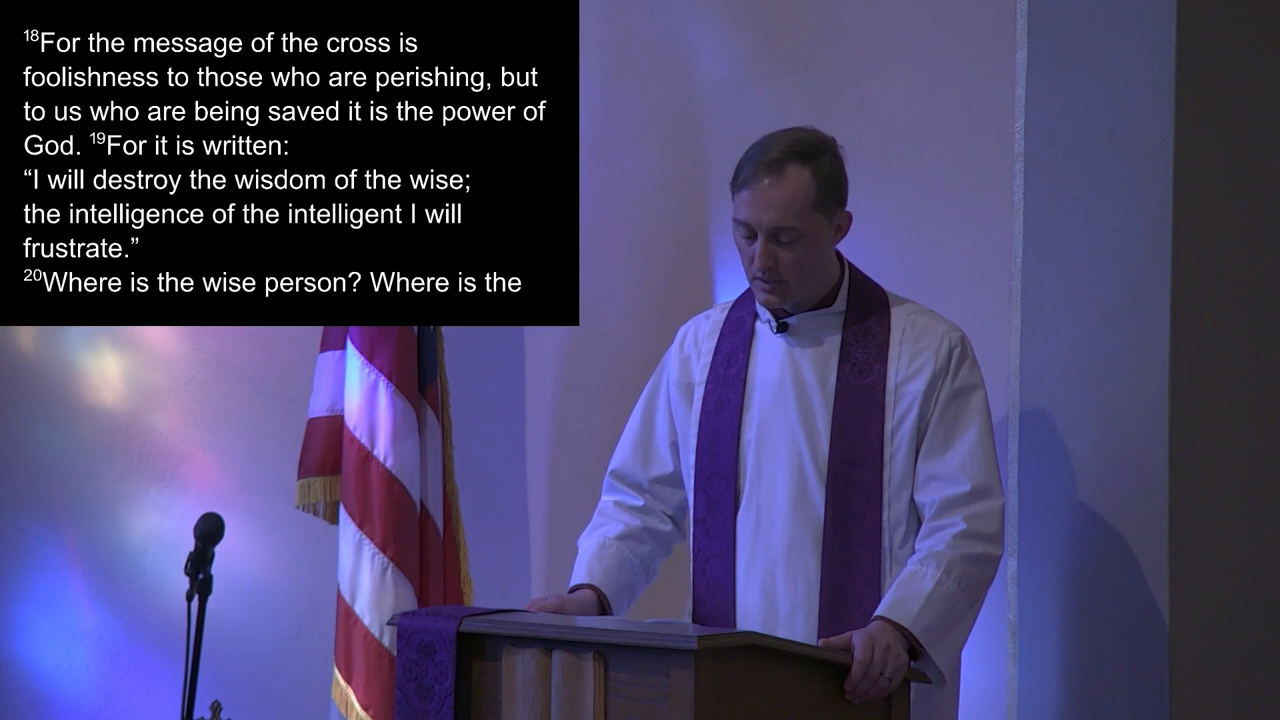 ¹⁸For the message of the cross is
foolishness to those who are perishing, but
to us who are being saved it is the power of
God. ¹⁹For it is written:
“I will destroy the wisdom of the wise;
the intelligence of the intelligent I will
frustrate.”
²⁰Where is the wise person? Where is the